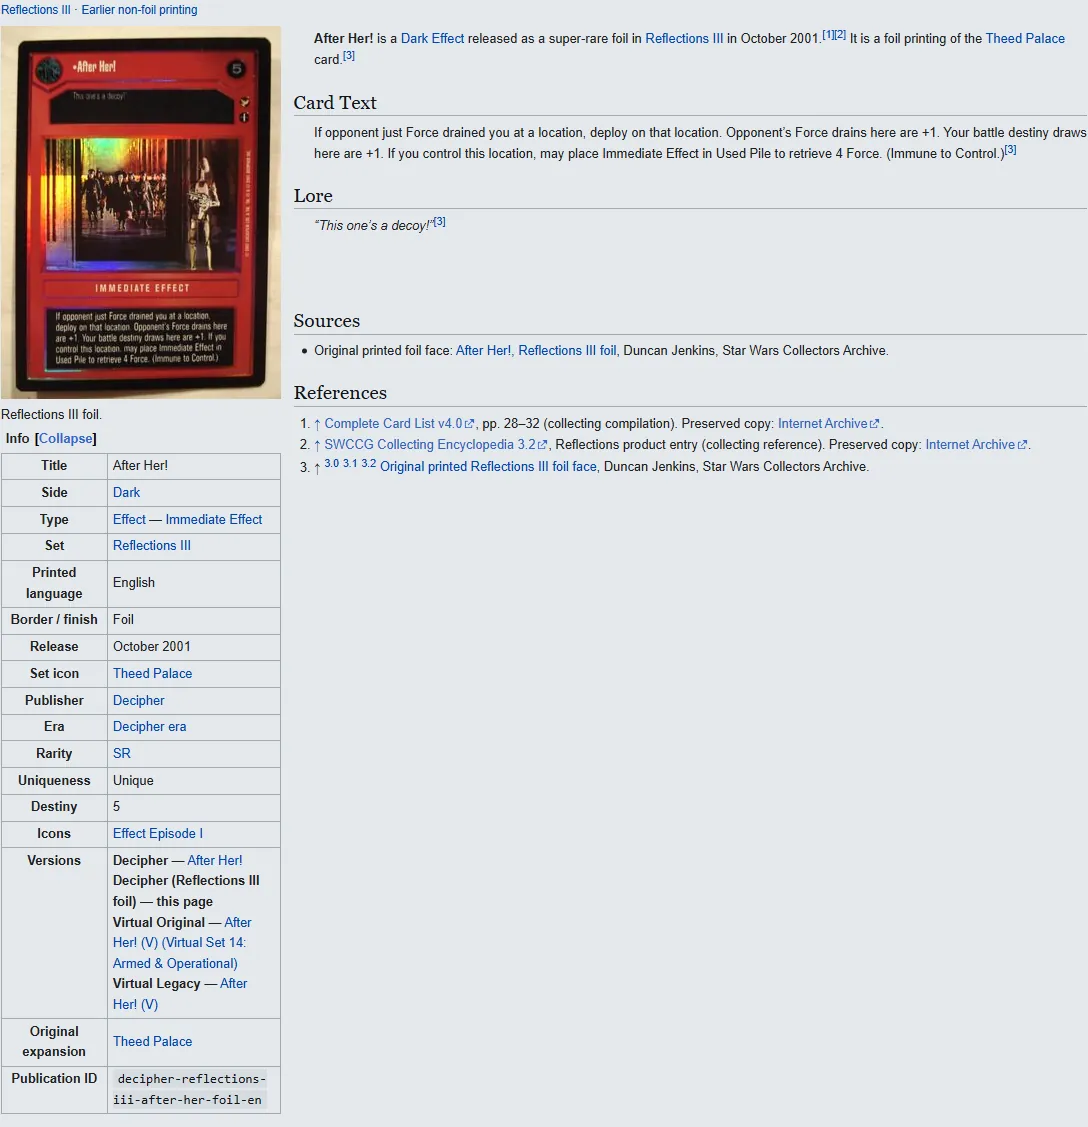 Reflections III · Earlier non-foil printing
•After Her!
5
This one's a decoy!
IMMEDIATE EFFECT
If opponent just Force drained you at a location,
deploy on that location. Opponent's Force drains here
are +1. Your battle destiny draws here are +1. If you
control this location, may place Immediate Effect in
Used Pile to retrieve 4 Force. (Immune to Control.)
Reflections III foil.
Info [Collapse]
Title After Her!
Side Dark
Type Effect — Immediate Effect
Set Reflections III
Printed
language English
Border / finish Foil
Release October 2001
Set icon Theed Palace
Publisher Decipher
Era Decipher era
Rarity SR
Uniqueness Unique
Destiny 5
Icons Effect Episode I
Versions Decipher — After Her!
Decipher (Reflections III
foil) — this page
Virtual Original — After
Her! (V) (Virtual Set 14:
Armed & Operational)
Virtual Legacy — After
Her! (V)
Original
expansion Theed Palace
Publication ID decipher-reflections-
iii-after-her-foil-en
After Her! is a Dark Effect released as a super-rare foil in Reflections III in October 2001.[1][2] It is a foil printing of the Theed Palace
card.[3]
Card Text
If opponent just Force drained you at a location, deploy on that location. Opponent's Force drains here are +1. Your battle destiny draws
here are +1. If you control this location, may place Immediate Effect in Used Pile to retrieve 4 Force. (Immune to Control.)[3]
Lore
“This one’s a decoy!”[3]
Sources
• Original printed foil face: After Her!, Reflections III foil, Duncan Jenkins, Star Wars Collectors Archive.
References
1. ↑ Complete Card List v4.0, pp. 28–32 (collecting compilation). Preserved copy: Internet Archive.
2. ↑ SWCCG Collecting Encyclopedia 3.2, Reflections product entry (collecting reference). Preserved copy: Internet Archive.
3. ↑ 3.0 3.1 3.2 Original printed Reflections III foil face, Duncan Jenkins, Star Wars Collectors Archive.